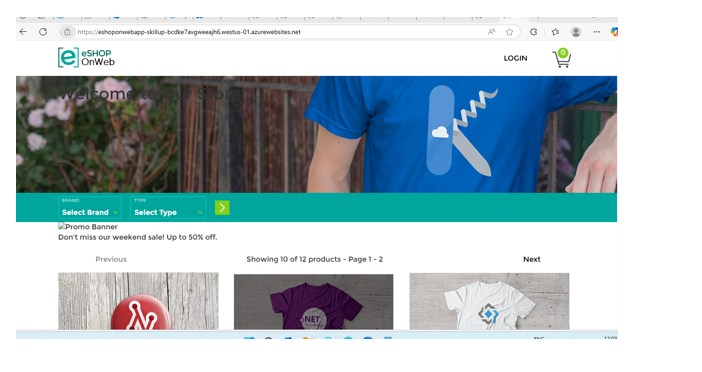 https://eshoponwebapp-skillup-bcdke7avgweeajh6.westus-01.azurewebsites.net
eSHOP
OnWeb
LOGIN
0
Welcome to
BRAND
Select Brand
TYPE
Select Type
Promo Banner
Don't miss our weekend sale! Up to 50% off.
Previous
Showing 10 of 12 products - Page 1 - 2
Next
.NET